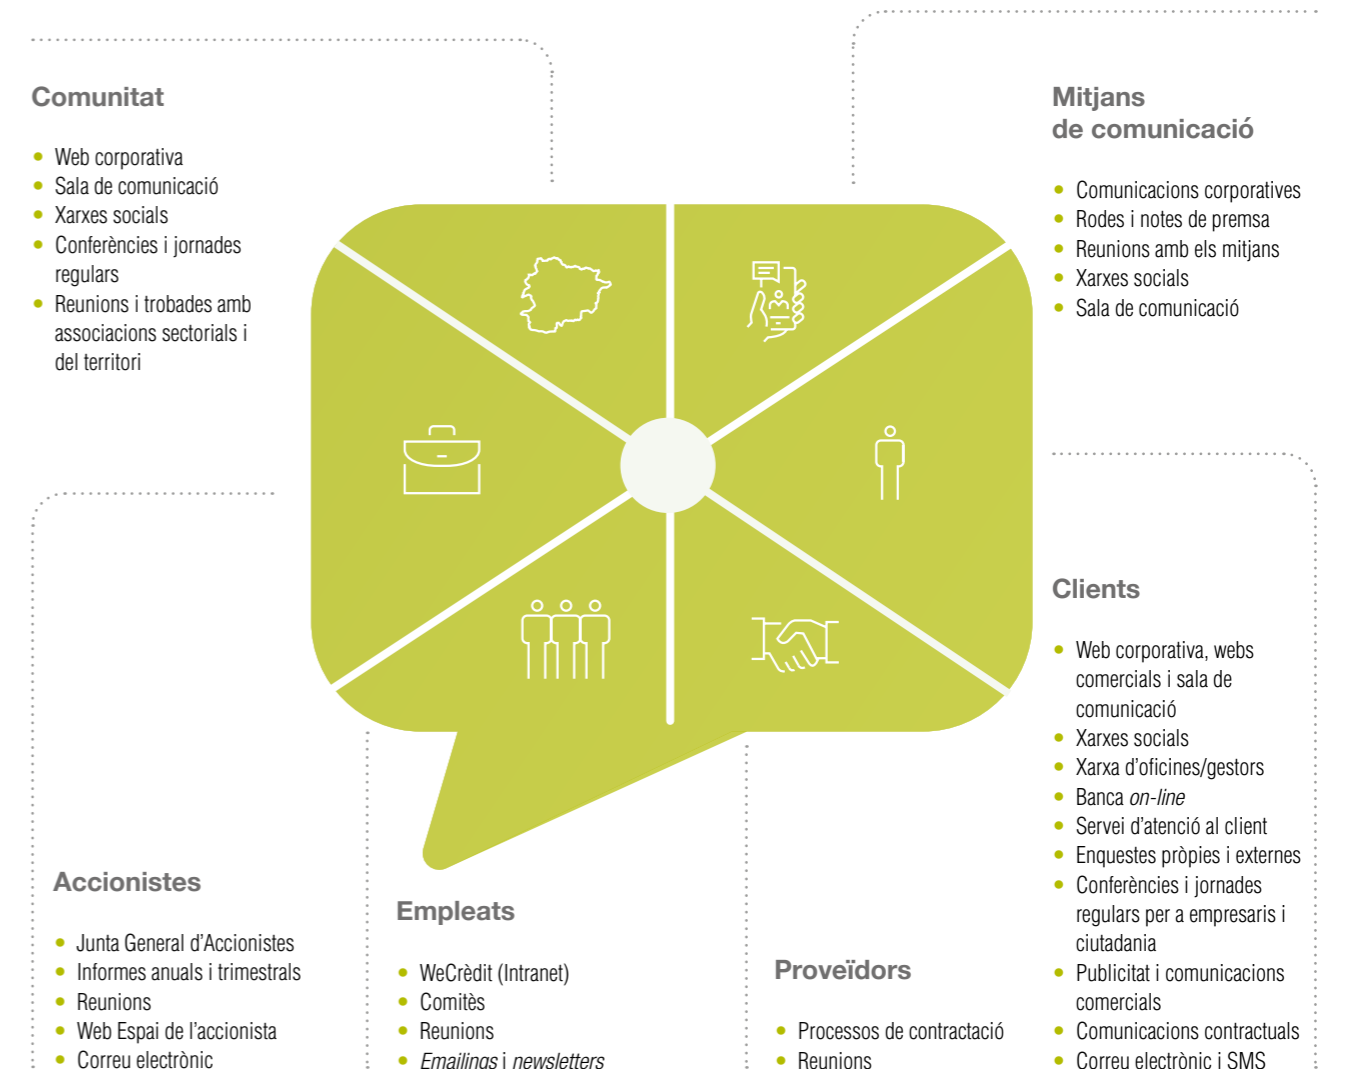 Comunitat
• Web corporativa
• Sala de comunicació
• Xarxes socials
• Conferències i jornades
regulars
• Reunions i trobades amb
associacions sectorials i
del territori
Mitjans
de comunicació
• Comunicacions corporatives
• Rodes i notes de premsa
• Reunions amb els mitjans
• Xarxes socials
• Sala de comunicació
Clients
• Web corporativa, webs
comercials i sala de
comunicació
• Xarxes socials
• Xarxa d’oficines/gestors
• Banca on-line
• Servei d’atenció al client
• Enquestes pròpies i externes
• Conferències i jornades
regulars per a empresaris i
ciutadania
• Publicitat i comunicacions
comercials
• Comunicacions contractuals
• Correu electrònic i SMS
Accionistes
• Junta General d’Accionistes
• Informes anuals i trimestrals
• Reunions
• Web Espai de l’accionista
• Correu electrònic
Empleats
• WeCrèdit (Intranet)
• Comitès
• Reunions
• Emailings i newsletters
Proveïdors
• Processos de contractació
• Reunions